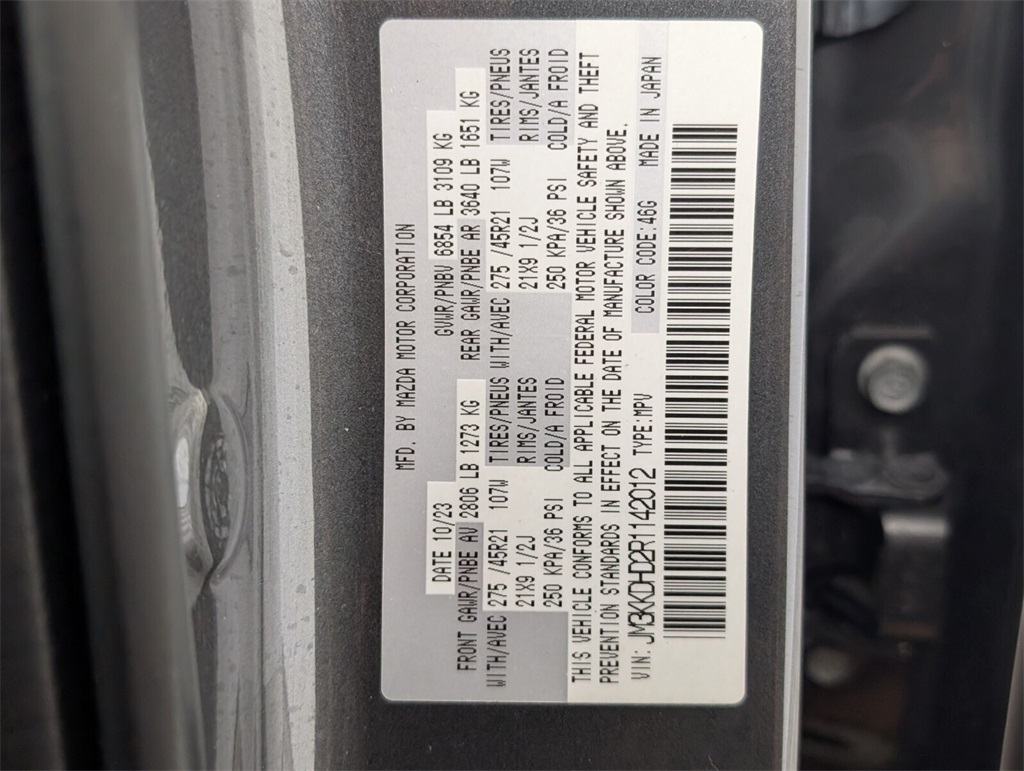 MFD. BY MAZDA MOTOR CORPORATION
DATE 10/23 GVWR/PNBV 6854 LB 3109 KG
FRONT GAWR/PNBE AV 2806 LB 1273 KG REAR GAWR/PNBE AR 3640 LB 1651 KG
WITH/AVEC 275 /45R21 107W TIRES/PNEUS WITH/AVEC 275 /45R21 107W TIRES/PNEUS
21X9 1/2J RIMS/JANTES 21X9 1/2J RIMS/JANTES
250 KPA/36 PSI COLD/A FROID 250 KPA/36 PSI COLD/A FROID
THIS VEHICLE CONFORMS TO ALL APPLICABLE FEDERAL MOTOR VEHICLE SAFETY AND THEFT
PREVENTION STANDARDS IN EFFECT ON THE DATE OF MANUFACTURE SHOWN ABOVE.
VIN: JM3KKDHD2R1142012 TYPE:MPV COLOR CODE:46G MADE IN JAPAN